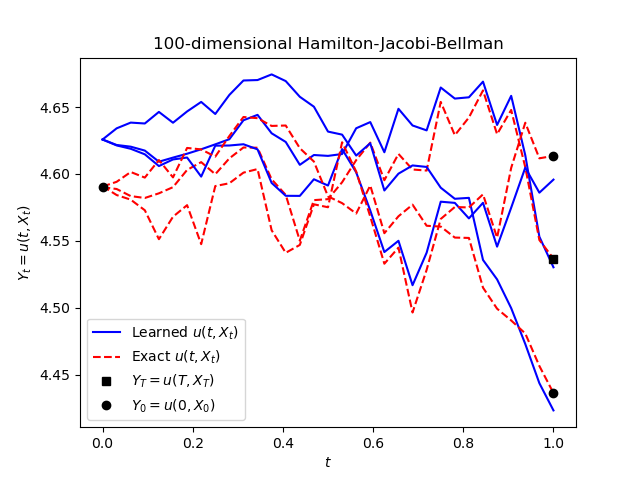 100-dimensional Hamilton-Jacobi-Bellman
4.65
4.60
4.55
4.50
4.45
Y_t = u(t, X_t)
Learned u(t, X_t)
Exact u(t, X_t)
Y_T = u(T, X_T)
Y_0 = u(0, X_0)
0.0 0.2 0.4 0.6 0.8 1.0
t